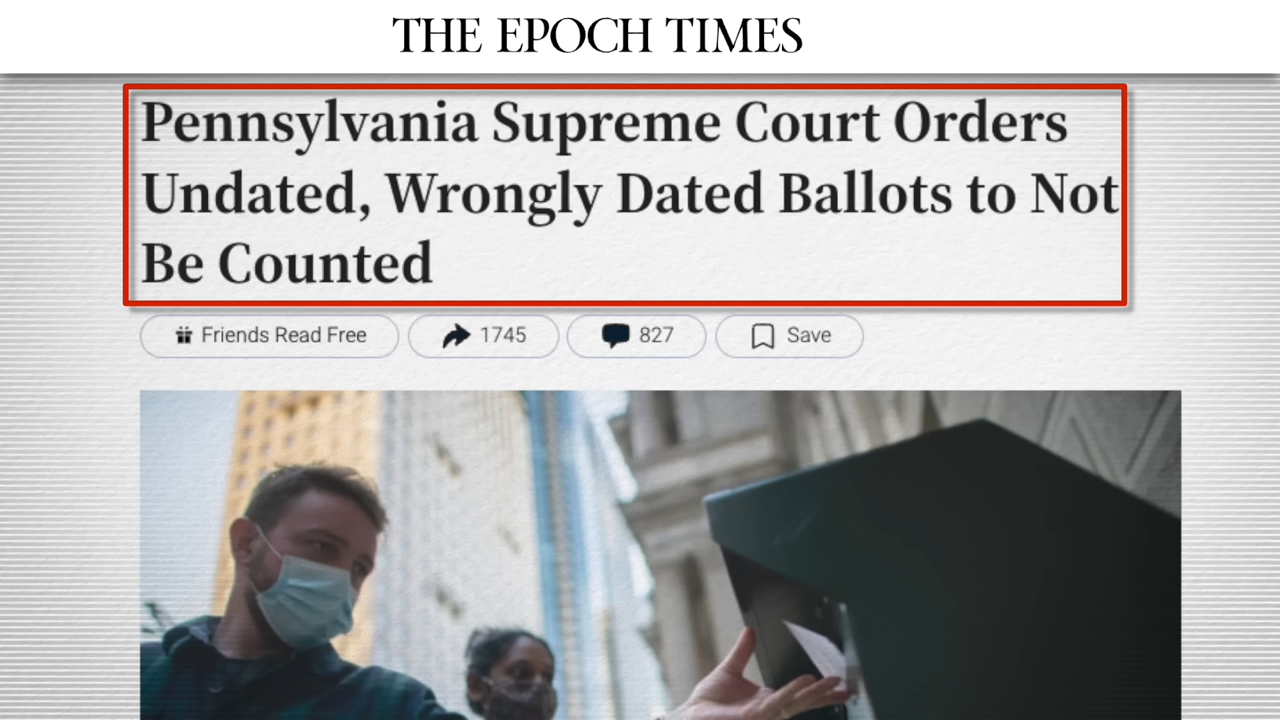 THE EPOCH TIMES
Pennsylvania Supreme Court Orders
Undated, Wrongly Dated Ballots to Not
Be Counted
Friends Read Free 1745 827 Save